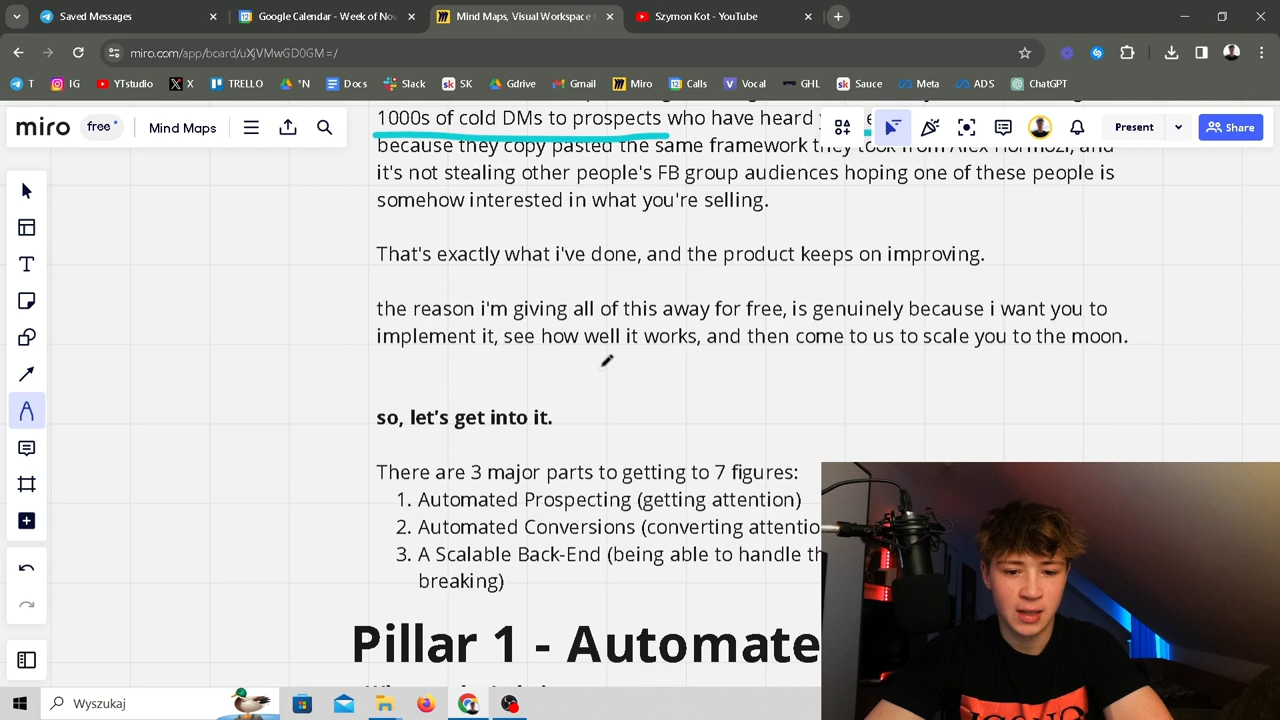 Saved Messages
Google Calendar - Week of Nov
Mind Maps, Visual Workspace
Szymon Kot - YouTube
miro.com/app/board/uXjVMwGD0GM=/
T
IG
YTstudio
X
TRELLO
*N
Docs
Slack
SK
Gdrive
Gmail
Miro
Calls
Vocal
GHL
Sauce
Meta
ADS
ChatGPT
miro
free
Mind Maps
Present
Share
1000s of cold DMs to prospects who have heard
because they copy pasted the same framework they took from Alex Hormozi, and
it's not stealing other people's FB group audiences hoping one of these people is
somehow interested in what you're selling.
That's exactly what i've done, and the product keeps on improving.
the reason i'm giving all of this away for free, is genuinely because i want you to
implement it, see how well it works, and then come to us to scale you to the moon.
so, let's get into it.
There are 3 major parts to getting to 7 figures:
1. Automated Prospecting (getting attention)
2. Automated Conversions (converting attentio
3. A Scalable Back-End (being able to handle th
breaking)
Pillar 1 - Automate
Wyszukaj